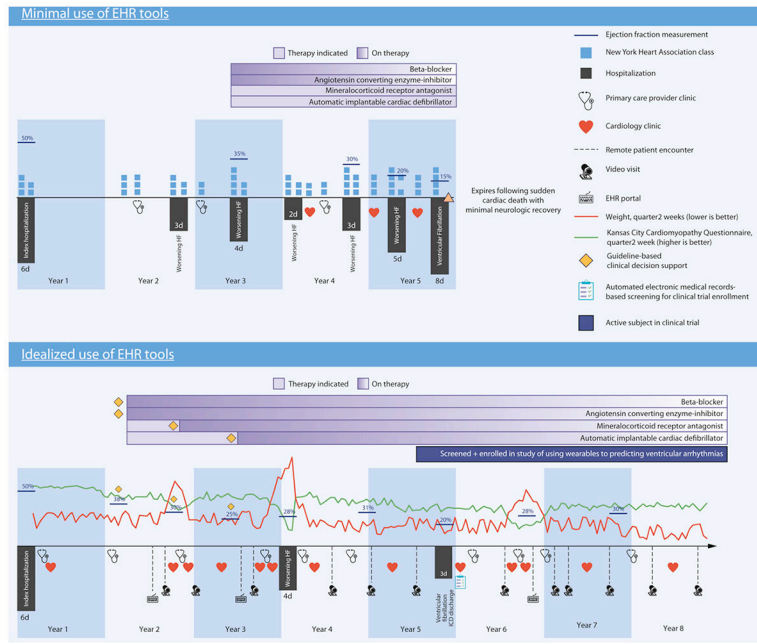 Minimal use of EHR tools
Therapy indicated
On therapy
Beta-blocker
Angiotensin converting enzyme-inhibitor
Mineralocorticoid receptor antagonist
Automatic implantable cardiac defibrillator
50%
35%
30%
20%
15%
Index hospitalization
6d
3d
Worsening HF
Worsening HF
4d
2d
Worsening HF
3d
Worsening HF
Worsening HF
5d
Ventricular Fibrillation
8d
Expires following sudden
cardiac death with
minimal neurologic recovery
Year 1
Year 2
Year 3
Year 4
Year 5
Ejection fraction measurement
New York Heart Association class
Hospitalization
Primary care provider clinic
Cardiology clinic
Remote patient encounter
Video visit
EHR portal
Weight, quarter2 weeks (lower is better)
Kansas City Cardiomyopathy Questionnaire,
quarter2 week (higher is better)
Guideline-based
clinical decision support
Automated electronic medical records-
based screening for clinical trial enrollment
Active subject in clinical trial
Idealized use of EHR tools
Therapy indicated
On therapy
Beta-blocker
Angiotensin converting enzyme-inhibitor
Mineralocorticoid receptor antagonist
Automatic implantable cardiac defibrillator
Screened + enrolled in study of using wearables to predicting ventricular arrhythmias
50%
38%
25%
28%
31%
20%
28%
30%
Index hospitalization
6d
Worsening HF
4d
3d
Ventricular
fibrillation
ICD discharge
Year 1
Year 2
Year 3
Year 4
Year 5
Year 6
Year 7
Year 8